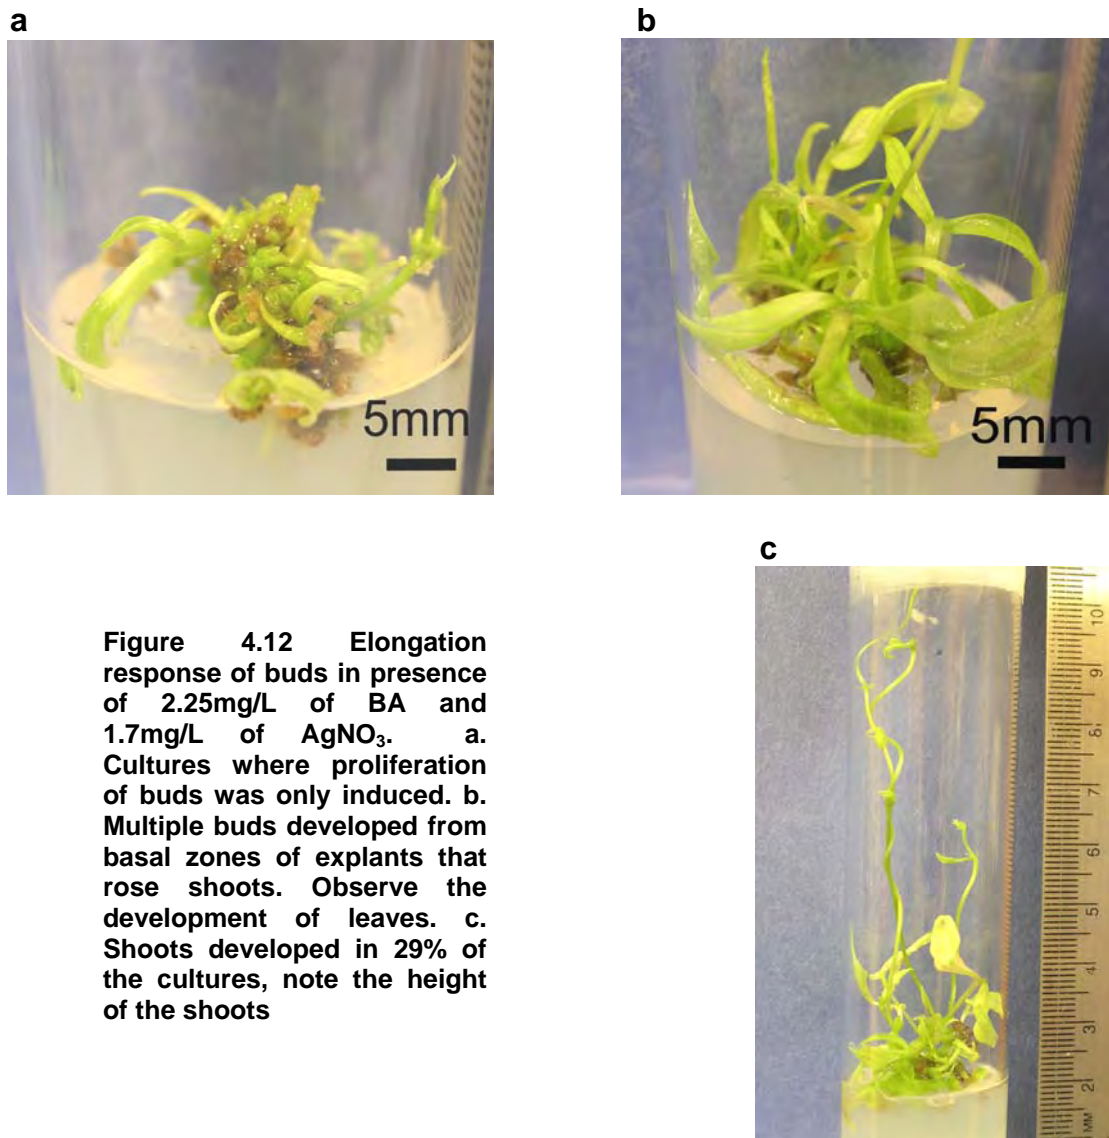 a
b
5mm
5mm
c
Figure 4.12 Elongation
response of buds in presence
of 2.25mg/L of BA and
1.7mg/L of AgNO₃. a.
Cultures where proliferation
of buds was only induced. b.
Multiple buds developed from
basal zones of explants that
rose shoots. Observe the
development of leaves. c.
Shoots developed in 29% of
the cultures, note the height
of the shoots
10
9
8
7
6
5
4
3
2
MM